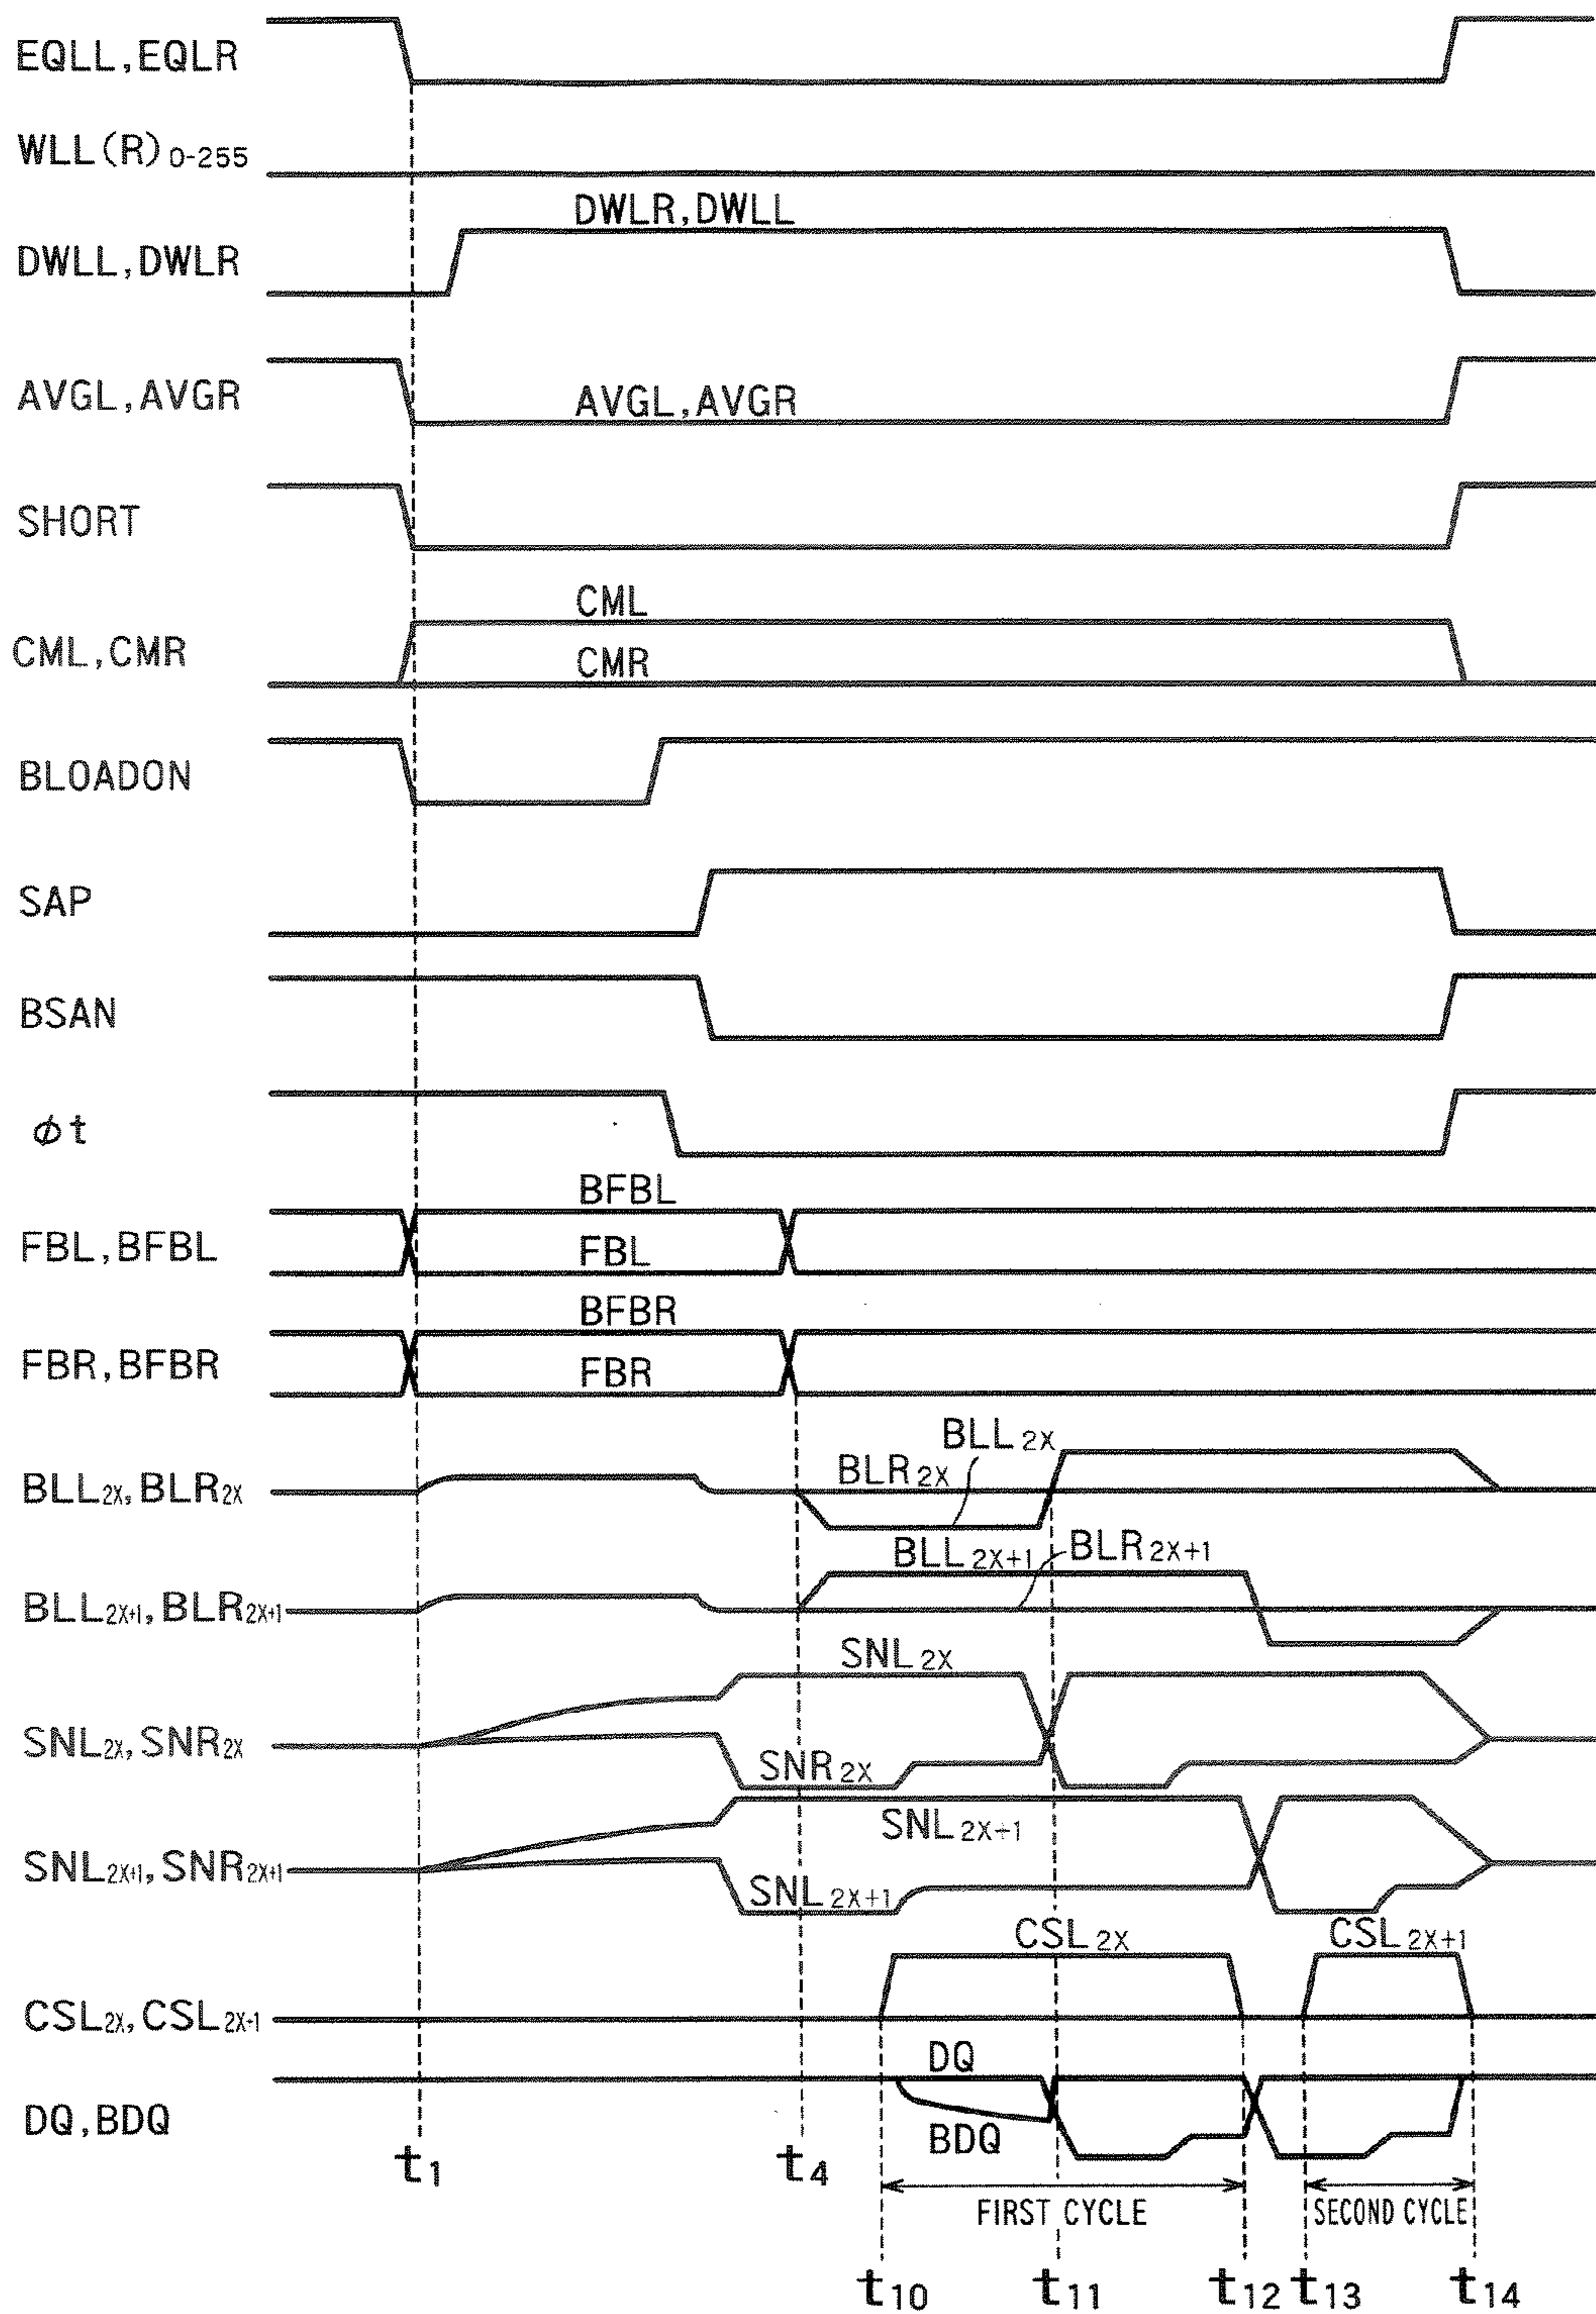 EQLL, EQLR
WLL(R) 0-255
DWLR, DWLL
DWLL, DWLR
AVGL, AVGR
AVGL, AVGR
SHORT
CML
CML, CMR
CMR
BLOADON
SAP
BSAN
φt
BFBL
FBL, BFBL
FBL
BFBR
FBR, BFBR
FBR
BLL2X
BLR2X
BLL2X, BLR2X
BLL2X+1
BLR2X+1
BLL2X+1, BLR2X+1
SNL2X
SNL2X, SNR2X
SNR2X
SNL2X+1
SNL2X+1, SNR2X+1
SNL2X+1
CSL2X
CSL2X+1
CSL2X, CSL2X+1
DQ
DQ, BDQ
BDQ
t1
t4
FIRST CYCLE
SECOND CYCLE
t10
t11
t12
t13
t14